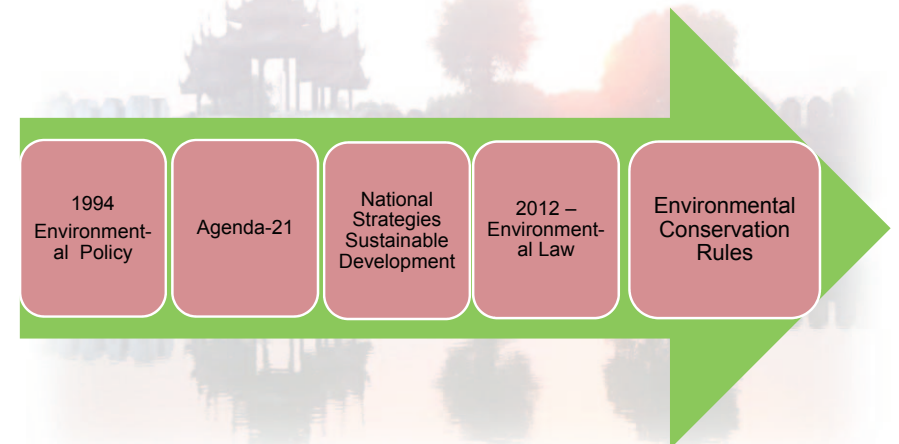 1994
Environment-
al Policy
Agenda-21
National
Strategies
Sustainable
Development
2012 –
Environment-
al Law
Environmental
Conservation
Rules